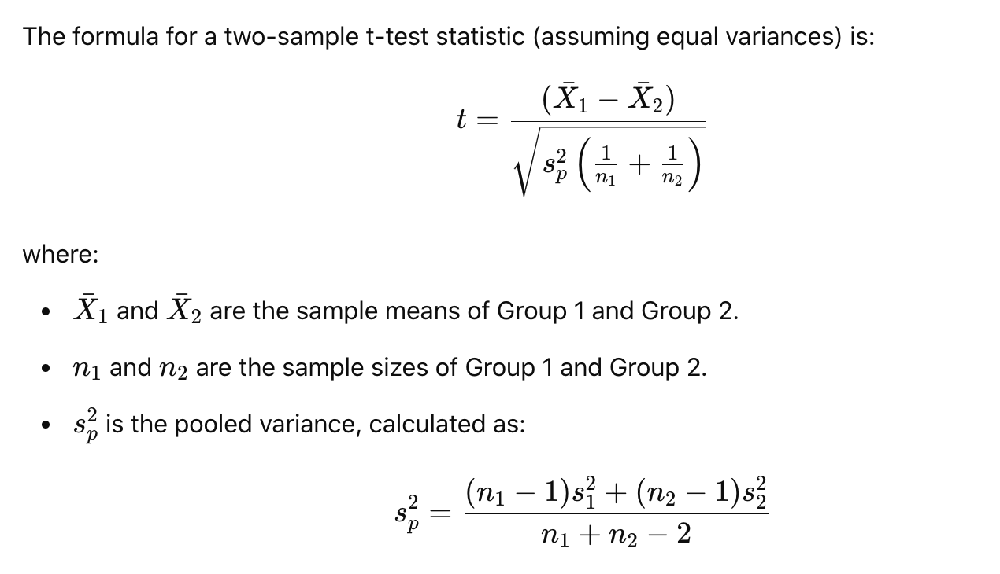 The formula for a two-sample t-test statistic (assuming equal variances) is:
$t = \frac{(\bar{X}_1 - \bar{X}_2)}{\sqrt{s_p^2 \left( \frac{1}{n_1} + \frac{1}{n_2} \right)}}$
where:
• $\bar{X}_1$ and $\bar{X}_2$ are the sample means of Group 1 and Group 2.
• $n_1$ and $n_2$ are the sample sizes of Group 1 and Group 2.
• $s_p^2$ is the pooled variance, calculated as:
$s_p^2 = \frac{(n_1 - 1)s_1^2 + (n_2 - 1)s_2^2}{n_1 + n_2 - 2}$